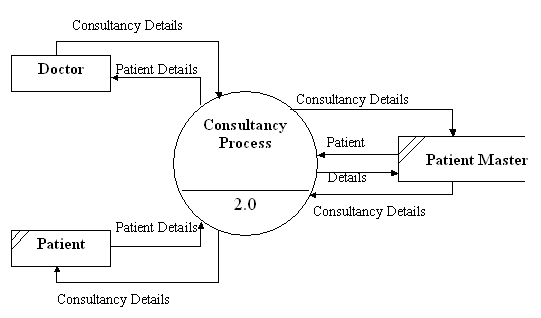 Consultancy Details
Doctor
Patient Details
Consultancy Details
Consultancy
Process
Patient
Patient Master
Details
2.0
Consultancy Details
Patient Details
Patient
Consultancy Details